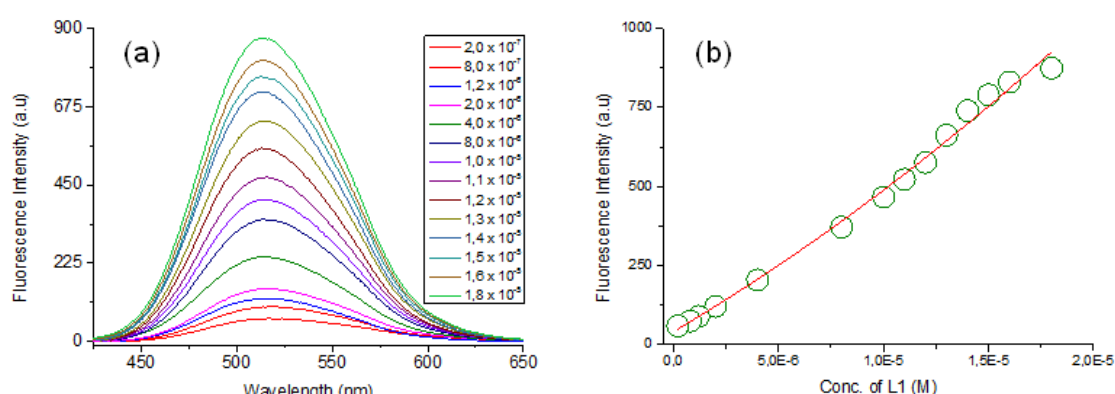 (a)
Fluorescence Intensity (a.u)
900
675
450
225
0
450
500
550
600
650
Wavelength (nm)
2,0 x 10⁻⁷
8,0 x 10⁻⁷
1,2 x 10⁻⁶
2,0 x 10⁻⁶
4,0 x 10⁻⁶
8,0 x 10⁻⁶
1,0 x 10⁻⁵
1,1 x 10⁻⁵
1,2 x 10⁻⁵
1,3 x 10⁻⁵
1,4 x 10⁻⁵
1,5 x 10⁻⁵
1,6 x 10⁻⁵
1,8 x 10⁻⁵
(b)
Fluorescence Intensity (a.u)
1000
750
500
250
0
0,0
5,0E-6
1,0E-5
1,5E-5
2,0E-5
Conc. of L1 (M)